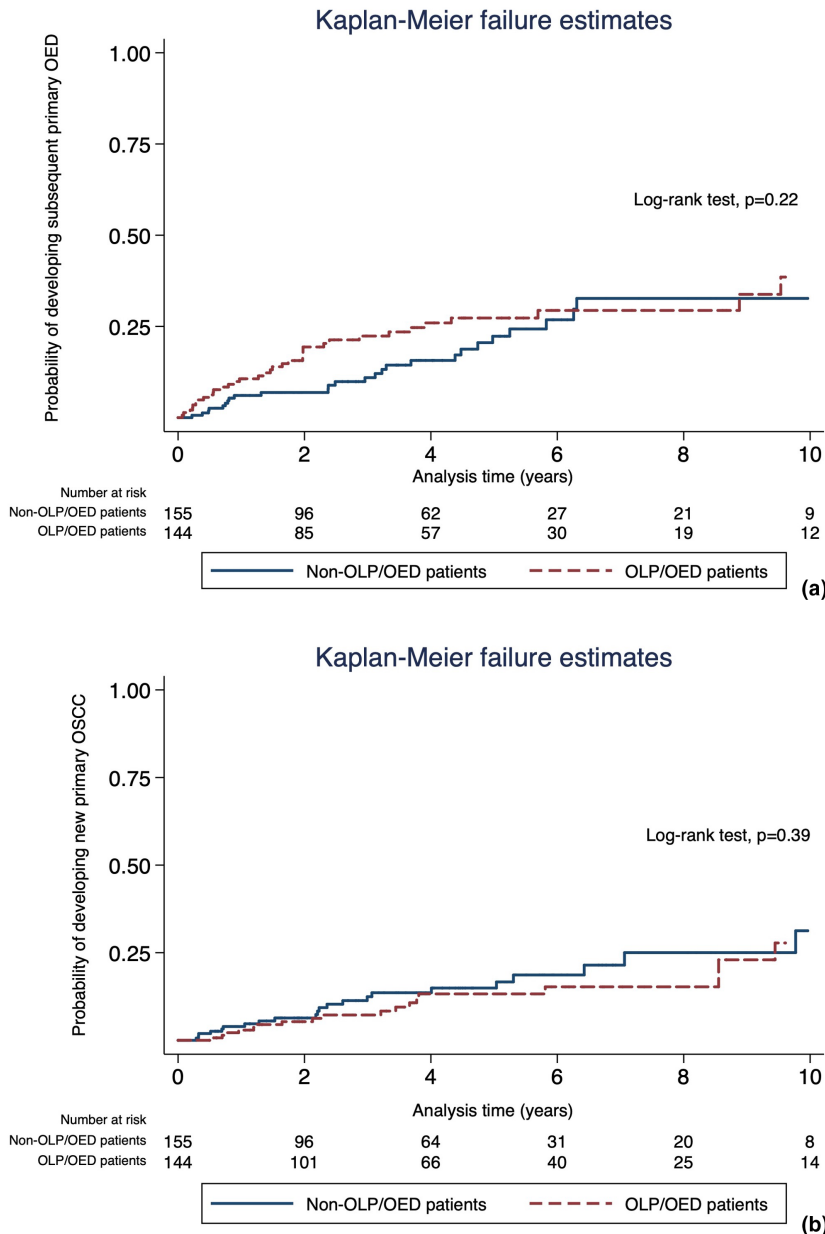 Kaplan-Meier failure estimates
Probability of developing subsequent primary OED
1.00
0.75
0.50
0.25
Log-rank test, p=0.22
0 2 4 6 8 10
Analysis time (years)
Number at risk
Non-OLP/OED patients 155 96 62 27 21 9
OLP/OED patients 144 85 57 30 19 12
Non-OLP/OED patients OLP/OED patients
(a)
Kaplan-Meier failure estimates
Probability of developing new primary OSCC
1.00
0.75
0.50
0.25
Log-rank test, p=0.39
0 2 4 6 8 10
Analysis time (years)
Number at risk
Non-OLP/OED patients 155 96 64 31 20 8
OLP/OED patients 144 101 66 40 25 14
Non-OLP/OED patients OLP/OED patients
(b)